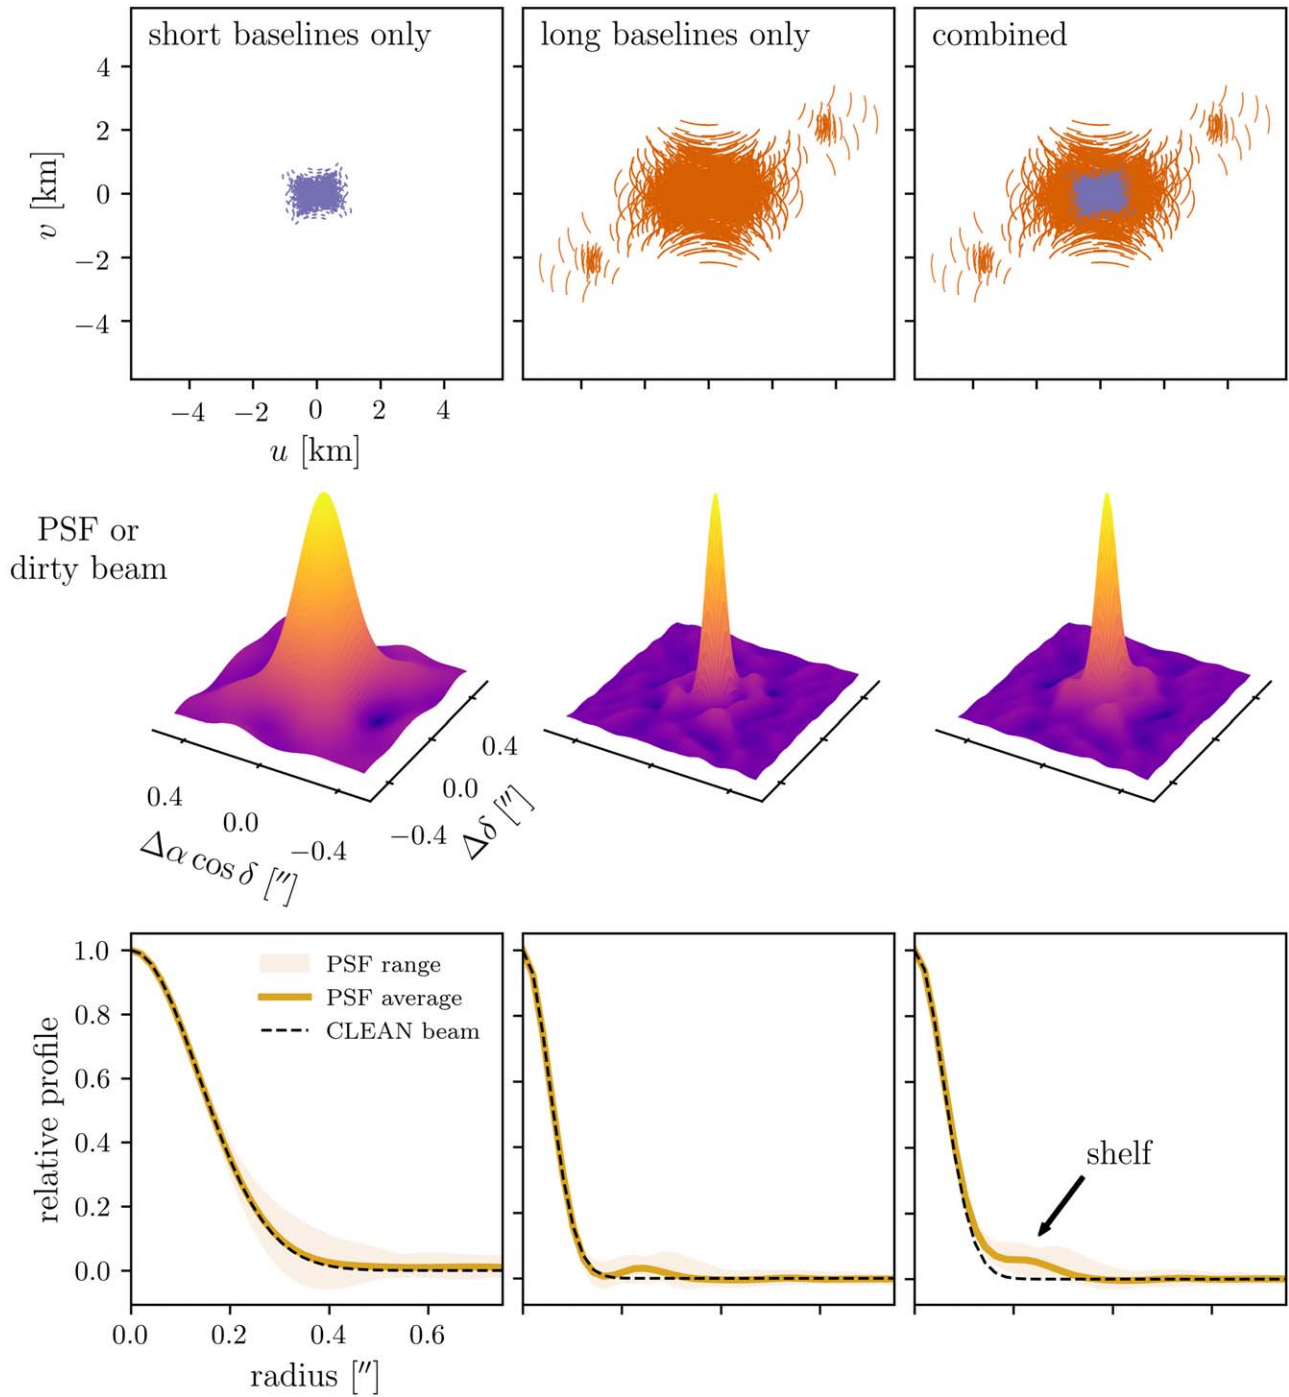 short baselines only
long baselines only
combined
4
2
0
−2
−4
v [km]
−4 −2 0 2 4
u [km]
PSF or
dirty beam
0.4
0.0
−0.4
Δα cos δ [″]
−0.4
0.0
0.4
Δδ [″]
1.0
0.8
0.6
0.4
0.2
0.0
relative profile
PSF range
PSF average
CLEAN beam
shelf
0.0 0.2 0.4 0.6
radius [″]